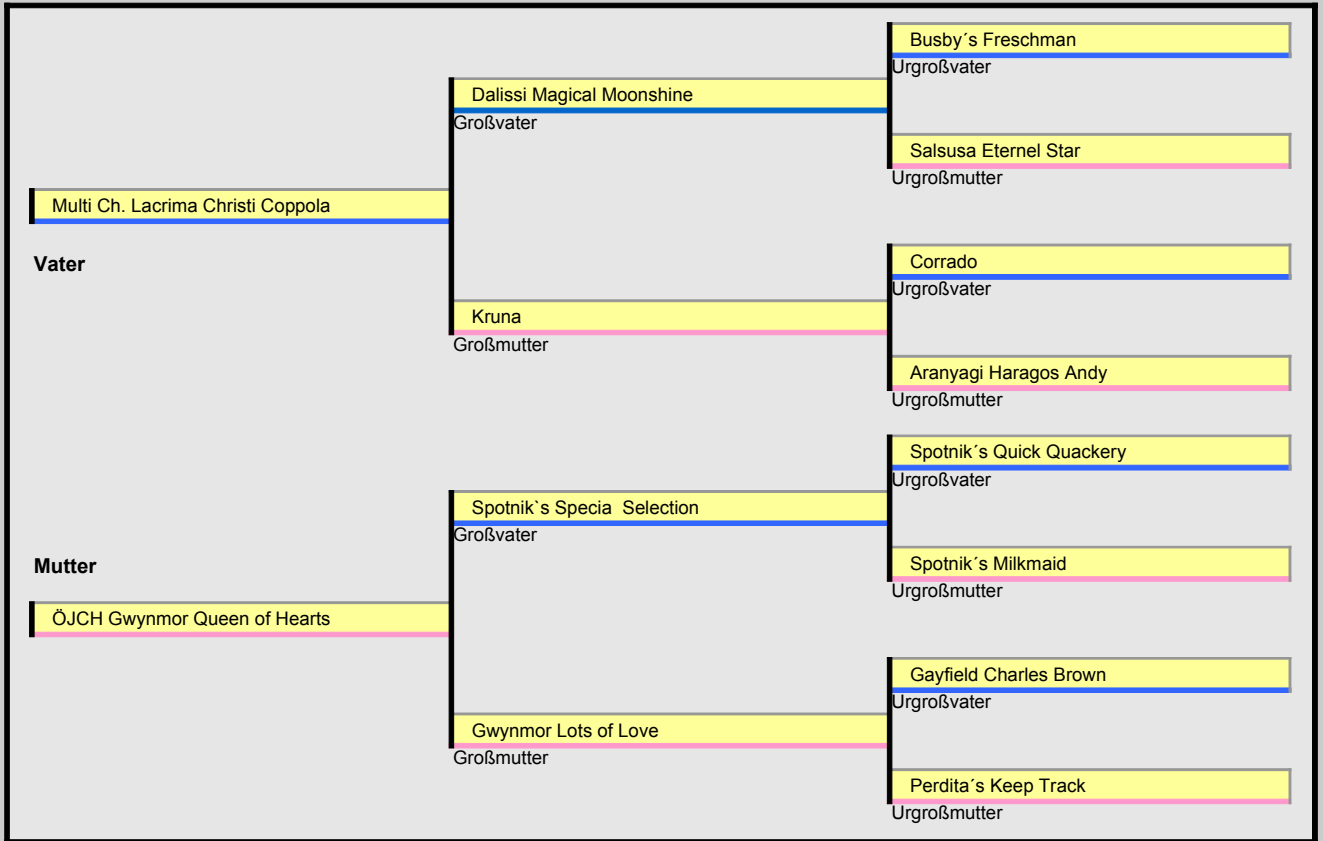 Busby´s Freschman
Urgroßvater
Dalissi Magical Moonshine
Großvater
Salsusa Eternel Star
Urgroßmutter
Multi Ch. Lacrima Christi Coppola
Vater
Corrado
Urgroßvater
Kruna
Großmutter
Aranyagi Haragos Andy
Urgroßmutter
Spotnik´s Quick Quackery
Urgroßvater
Spotnik`s Specia  Selection
Großvater
Spotnik´s Milkmaid
Urgroßmutter
Mutter
ÖJCH Gwynmor Queen of Hearts
Gayfield Charles Brown
Urgroßvater
Gwynmor Lots of Love
Großmutter
Perdita´s Keep Track
Urgroßmutter